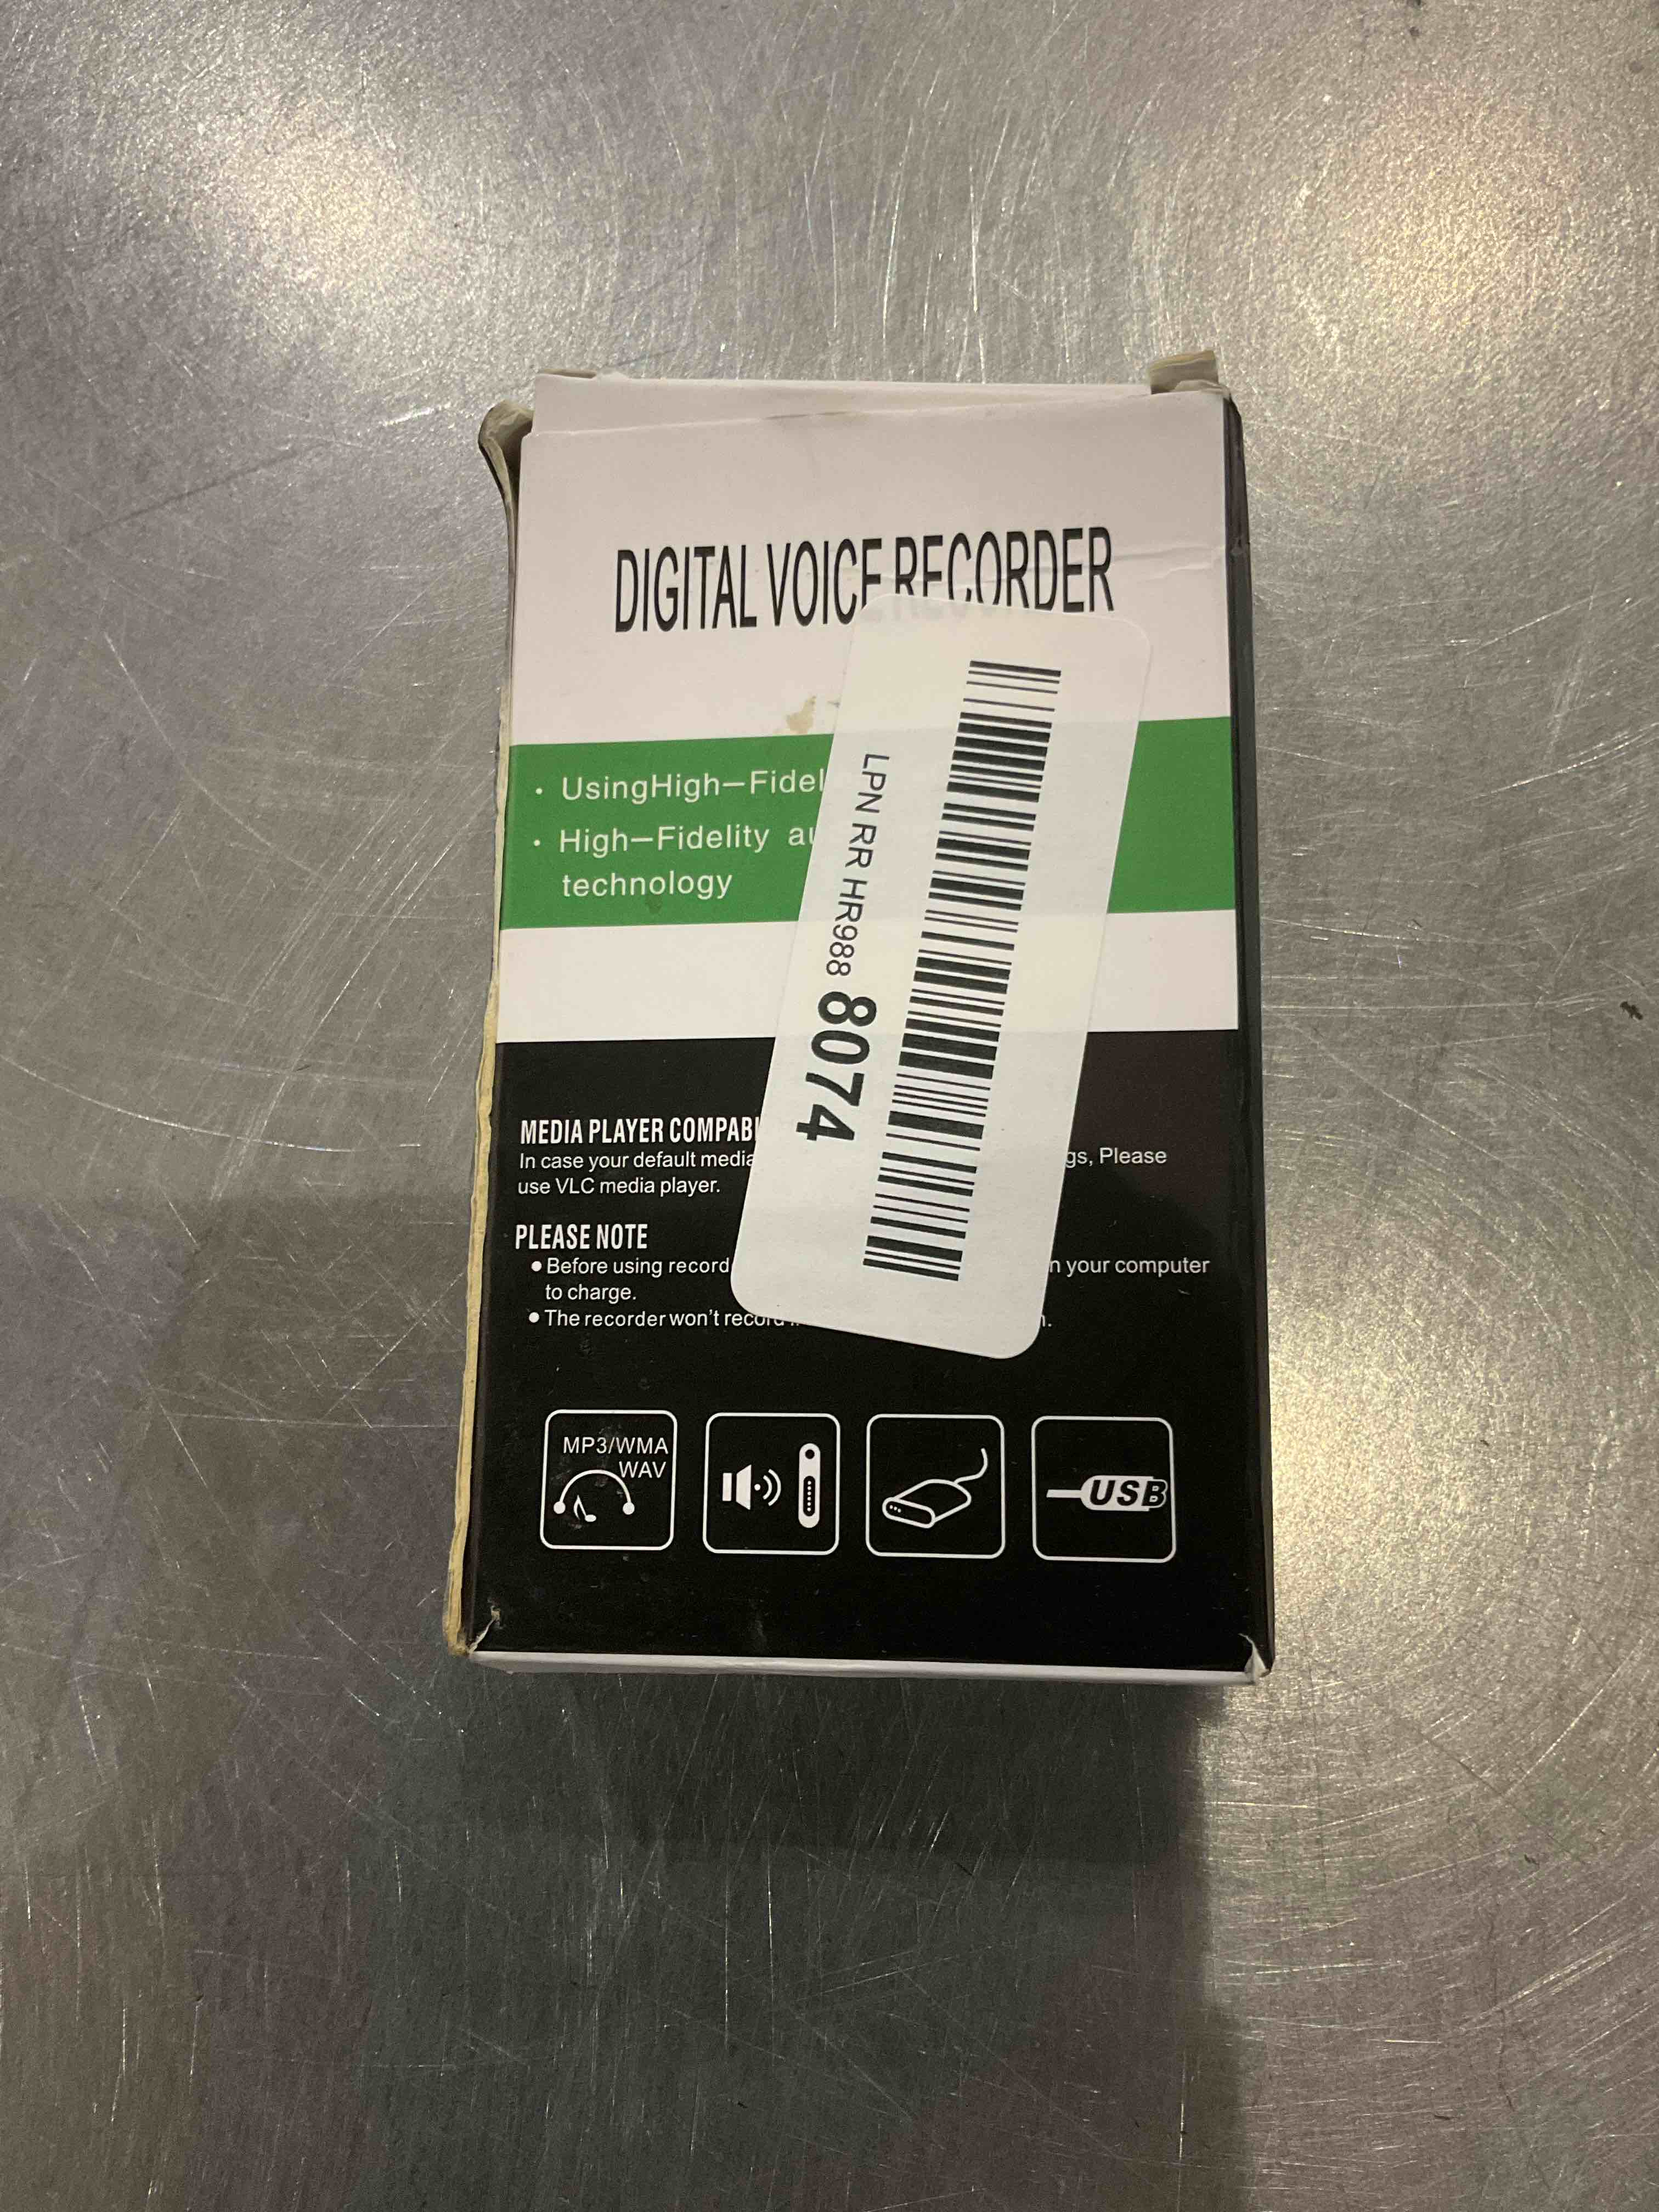 DIGITAL VOICE RECORDER
· UsingHigh-Fidel
· High-Fidelity
technology
LPN RR HR988 8074
MEDIA PLAYER COMPABI
In case your default media gs, Please
use VLC media player.
PLEASE NOTE
● Before using record n your computer
to charge.
● The recorder won't record
MP3/WMA
WAV
USB